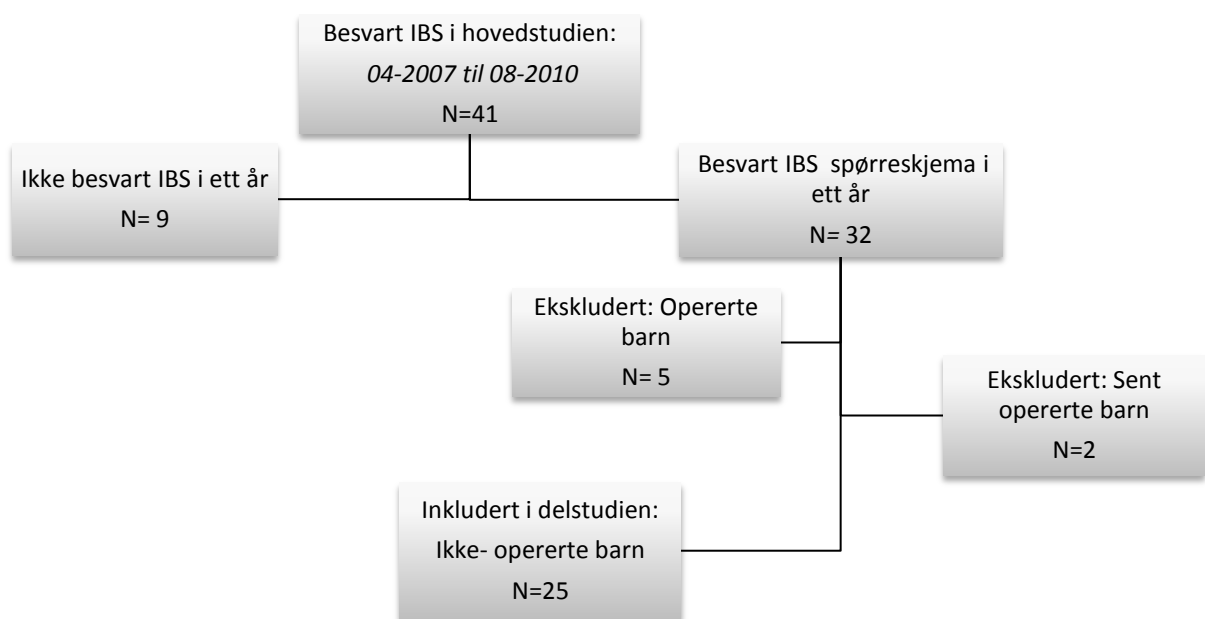 Besvart IBS i hovedstudien:
04-2007 til 08-2010
N=41
Ikke besvart IBS i ett år
N= 9
Besvart IBS spørreskjema i
ett år
N= 32
Ekskludert: Opererte
barn
N= 5
Ekskludert: Sent
opererte barn
N=2
Inkludert i delstudien:
Ikke- opererte barn
N=25